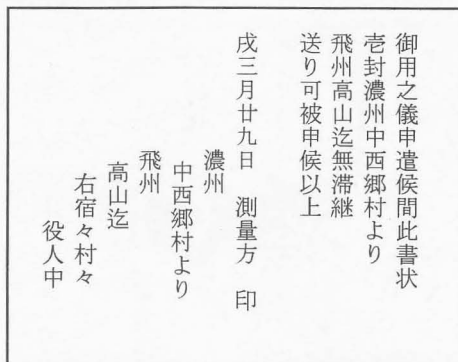 御用之儀申遣候間此書状
壱封濃州中西郷村より
飛州高山迄無滞継
送り可被申候以上
戌三月廿九日　測量方　印
濃州
中西郷村より
飛州
高山迄
右宿々村々
役人中